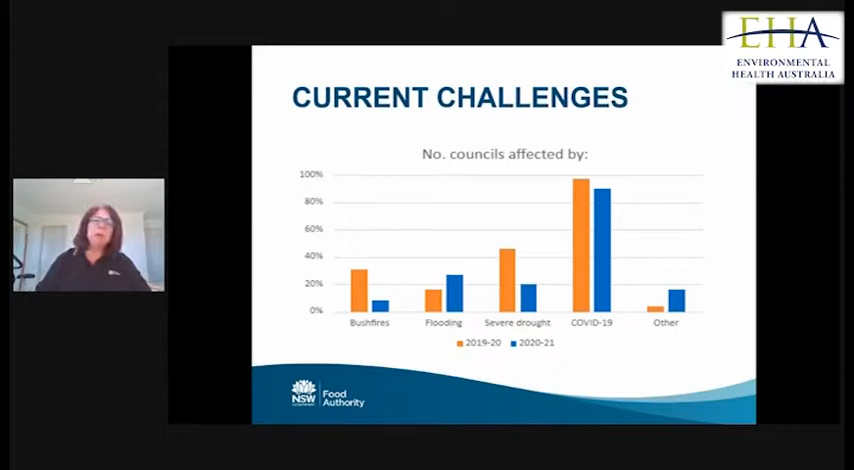 EHA
ENVIRONMENTAL
HEALTH AUSTRALIA
CURRENT CHALLENGES
No. councils affected by:
100%
80%
60%
40%
20%
0%
Bushfires Flooding Severe drought COVID-19 Other
2019-20 2020-21
NSW
Food
Authority